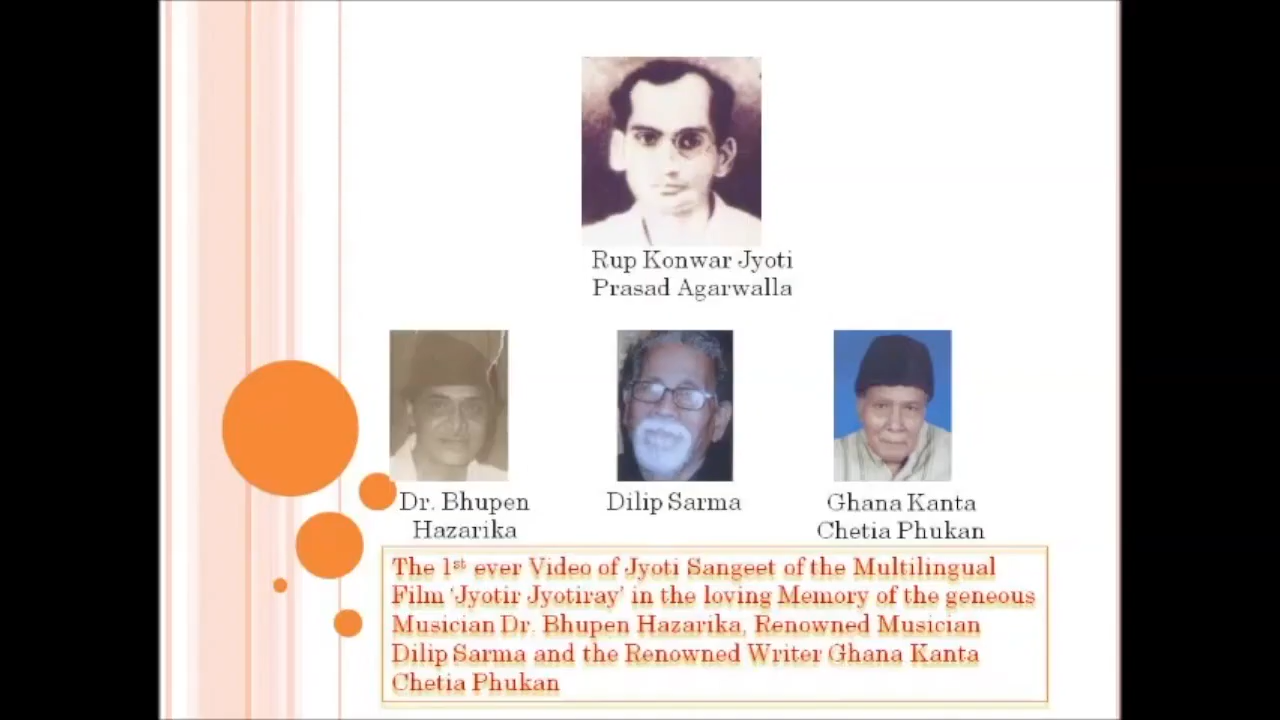 Rup Konwar Jyoti
Prasad Agarwalla
Dr. Bhupen
Hazarika
Dilip Sarma
Ghana Kanta
Chetia Phukan
The 1st ever Video of Jyoti Sangeet of the Multilingual
Film ‘Jyotir Jyotiray’ in the loving Memory of the geneous
Musician Dr. Bhupen Hazarika, Renowned Musician
Dilip Sarma and the Renowned Writer Ghana Kanta
Chetia Phukan